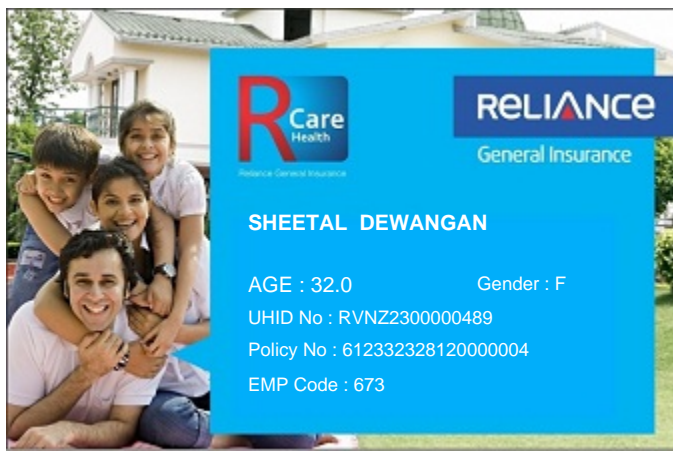 R Care
Health
Reliance General Insurance
RELIANCE
General Insurance
SHEETAL DEWANGAN
AGE : 32.0 Gender : F
UHID No : RVNZ2300000489
Policy No : 612332328120000004
EMP Code : 673